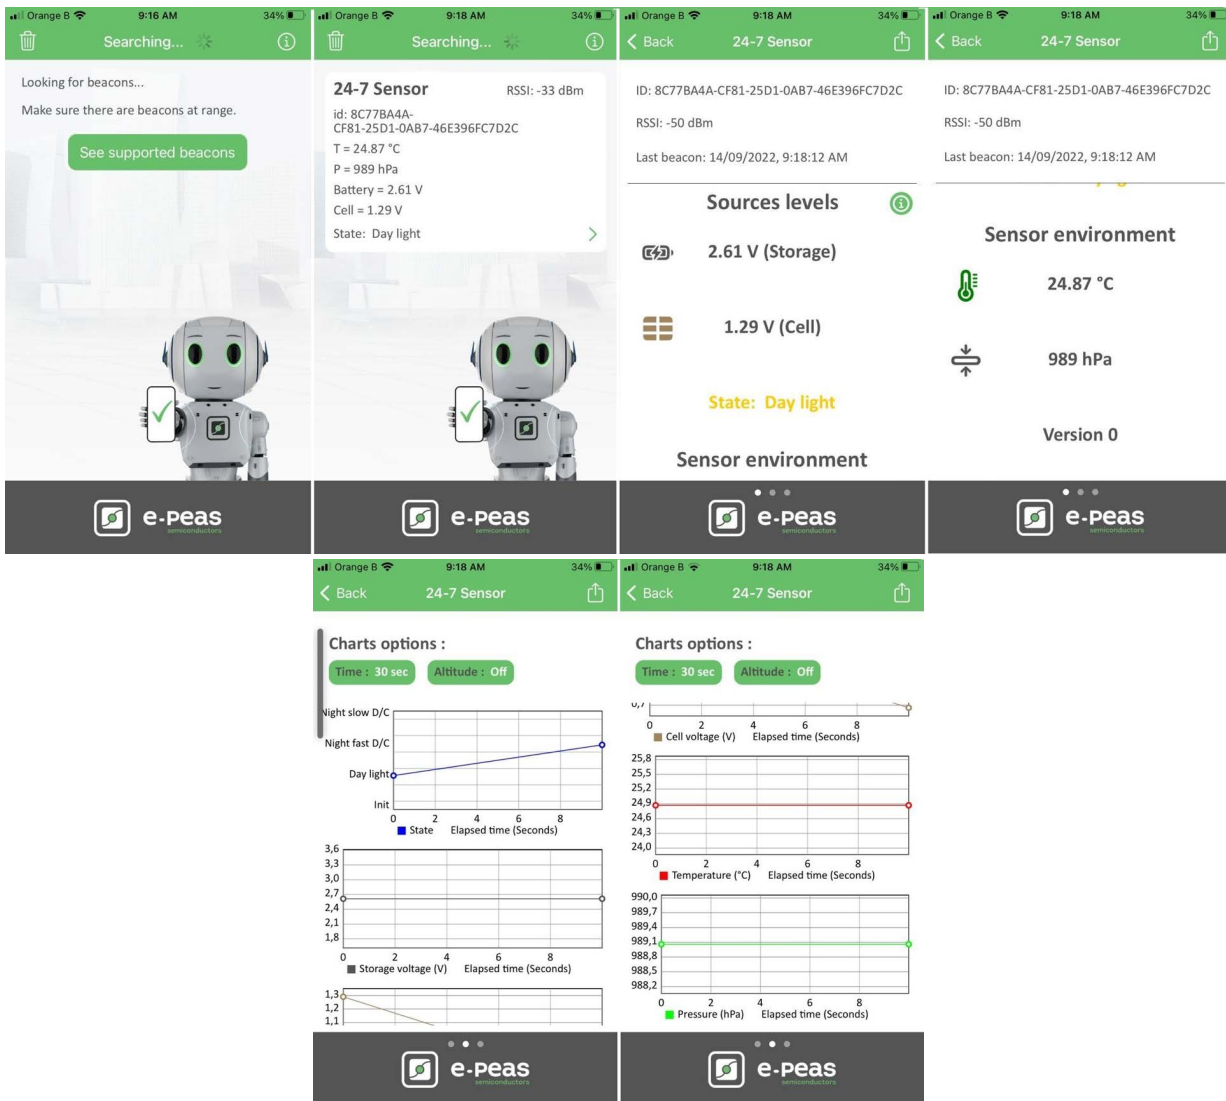 Orange B 9:16 AM 34%
Searching...
Looking for beacons...
Make sure there are beacons at range.
See supported beacons
e-peas
semiconductors
Orange B 9:18 AM 34%
Searching...
24-7 Sensor RSSI: -33 dBm
id: 8C77BA4A-
CF81-25D1-0AB7-46E396FC7D2C
T = 24.87 °C
P = 989 hPa
Battery = 2.61 V
Cell = 1.29 V
State: Day light
e-peas
semiconductors
Orange B 9:18 AM 34%
Back 24-7 Sensor
ID: 8C77BA4A-CF81-25D1-0AB7-46E396FC7D2C
RSSI: -50 dBm
Last beacon: 14/09/2022, 9:18:12 AM
Sources levels
2.61 V (Storage)
1.29 V (Cell)
State: Day light
Sensor environment
e-peas
semiconductors
Orange B 9:18 AM 34%
Back 24-7 Sensor
ID: 8C77BA4A-CF81-25D1-0AB7-46E396FC7D2C
RSSI: -50 dBm
Last beacon: 14/09/2022, 9:18:12 AM
Sensor environment
24.87 °C
989 hPa
Version 0
e-peas
semiconductors
Orange B 9:18 AM 34%
Back 24-7 Sensor
Charts options :
Time : 30 sec Altitude : Off
Night slow D/C
Night fast D/C
Day light
Init
0 2 4 6 8
State Elapsed time (Seconds)
3,6
3,3
3,0
2,7
2,4
2,1
1,8
0 2 4 6 8
Storage voltage (V) Elapsed time (Seconds)
1,3
1,2
1,1
e-peas
semiconductors
Orange B 9:18 AM 34%
Back 24-7 Sensor
Charts options :
Time : 30 sec Altitude : Off
0,7
0 2 4 6 8
Cell voltage (V) Elapsed time (Seconds)
25,8
25,5
25,2
24,9
24,6
24,3
24,0
0 2 4 6 8
Temperature (°C) Elapsed time (Seconds)
990,0
989,7
989,4
989,1
988,8
988,5
988,2
0 2 4 6 8
Pressure (hPa) Elapsed time (Seconds)
e-peas
semiconductors